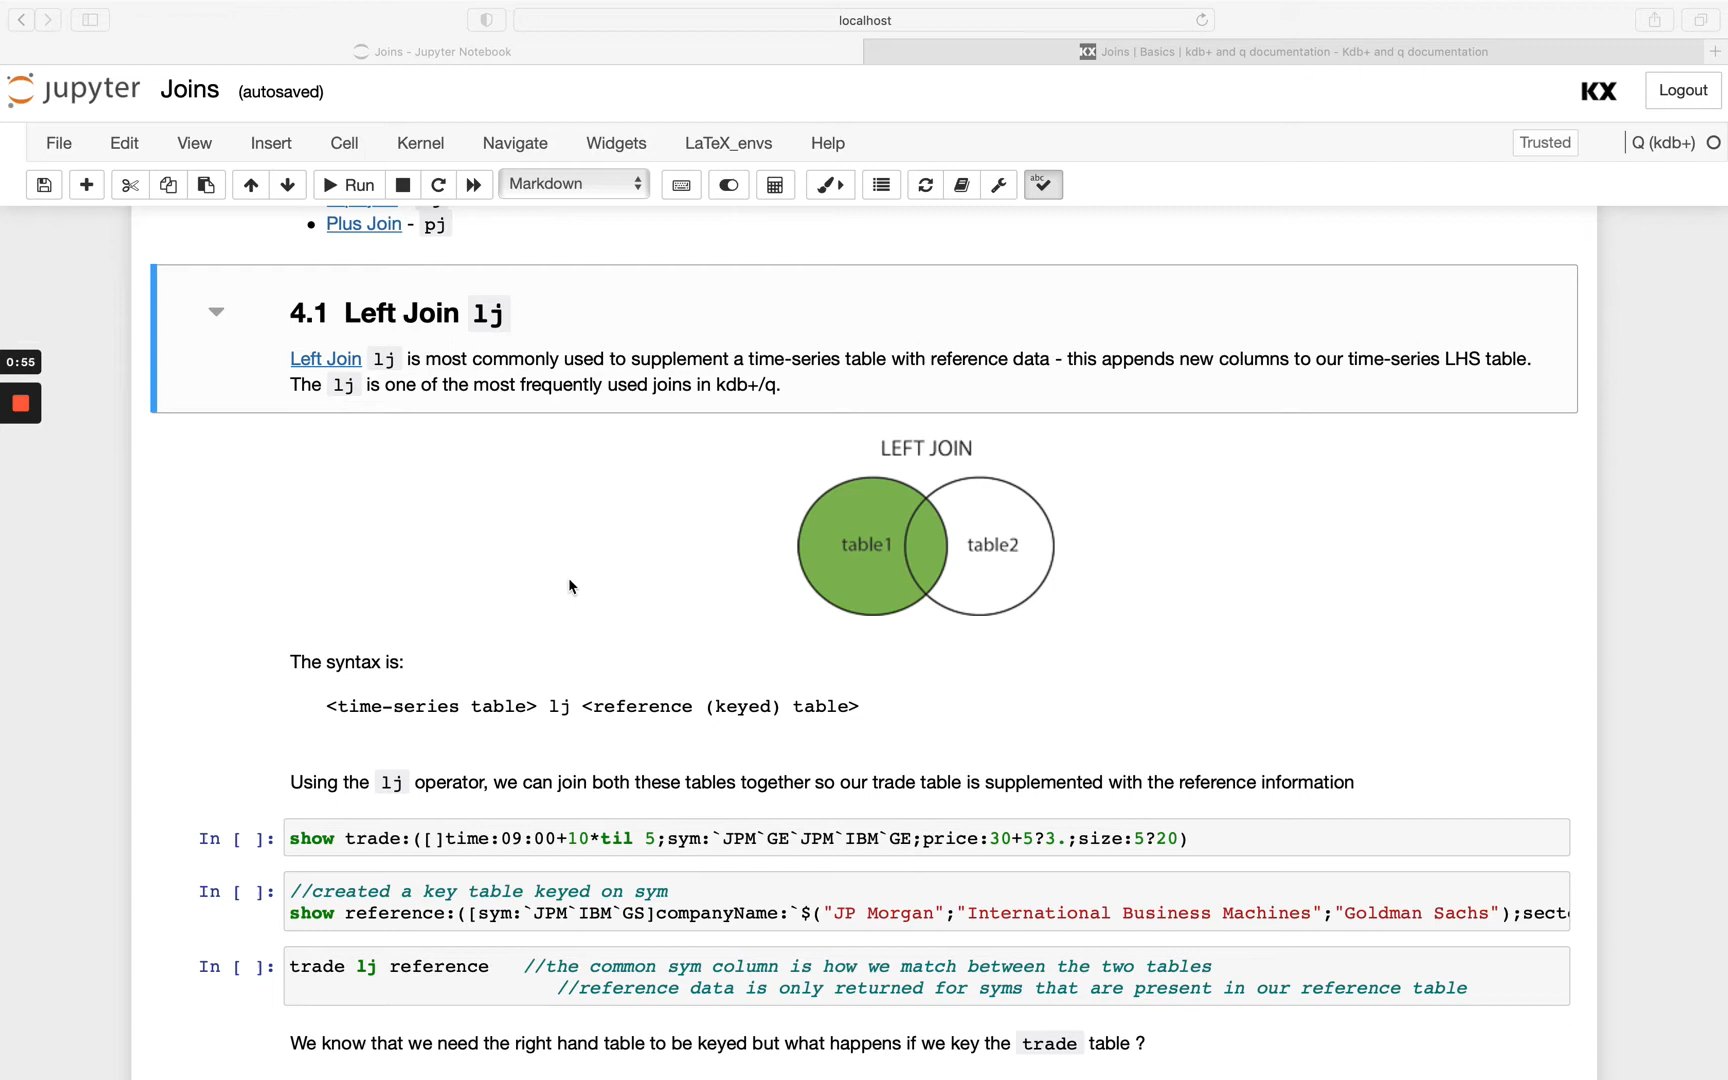 localhost
Joins - Jupyter Notebook
KX Joins | Basics | kdb+ and q documentation - Kdb+ and q documentation
jupyter Joins (autosaved)
KX
Logout
File Edit View Insert Cell Kernel Navigate Widgets LaTeX_envs Help
Trusted
Q (kdb+)
Run
Markdown
abc
• Plus Join - pj
4.1 Left Join lj
0:55
Left Join lj is most commonly used to supplement a time-series table with reference data - this appends new columns to our time-series LHS table.
The lj is one of the most frequently used joins in kdb+/q.
LEFT JOIN
table1
table2
The syntax is:
<time-series table> lj <reference (keyed) table>
Using the lj operator, we can join both these tables together so our trade table is supplemented with the reference information
In [ ]: show trade:([]time:09:00+10*til 5;sym:`JPM`GE`JPM`IBM`GE;price:30+5?3.;size:5?20)
In [ ]: //created a key table keyed on sym
show reference:([sym:`JPM`IBM`GS]companyName:`$("JP Morgan";"International Business Machines";"Goldman Sachs");sect
In [ ]: trade lj reference //the common sym column is how we match between the two tables
//reference data is only returned for syms that are present in our reference table
We know that we need the right hand table to be keyed but what happens if we key the trade table ?